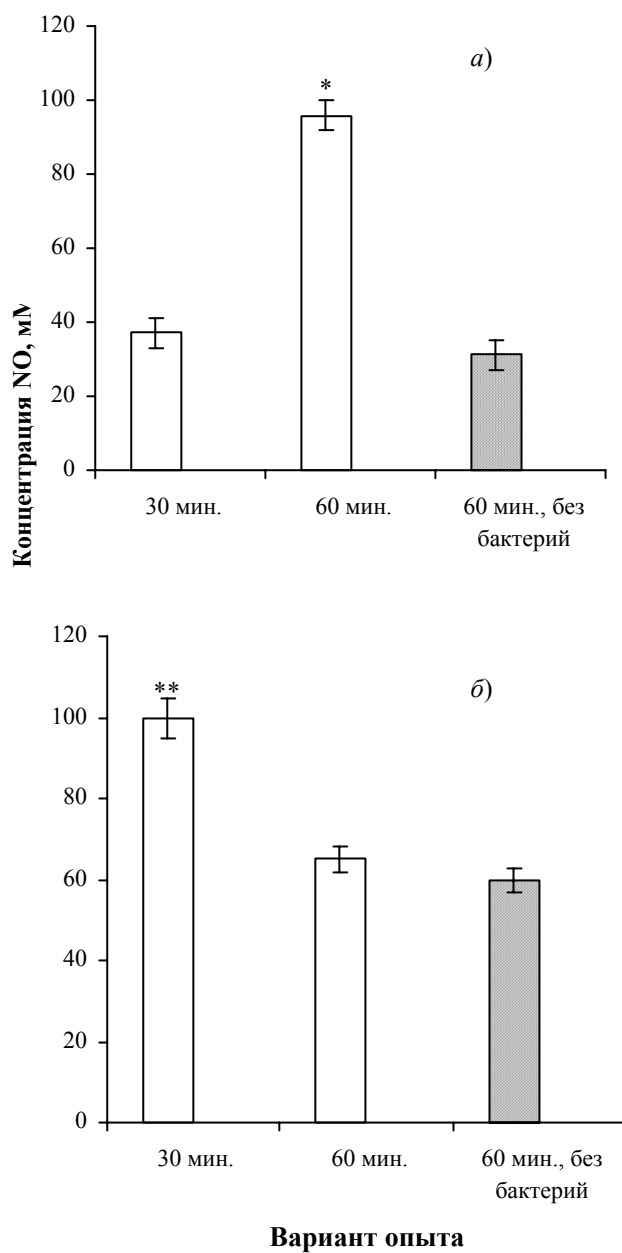 120
а)
*
100
80
60
40
20
0
30 мин.
60 мин.
60 мин., без
бактерий
Концентрация NO, мМ
120
б)
**
100
80
60
40
20
0
30 мин.
60 мин.
60 мин., без
бактерий
Вариант опыта